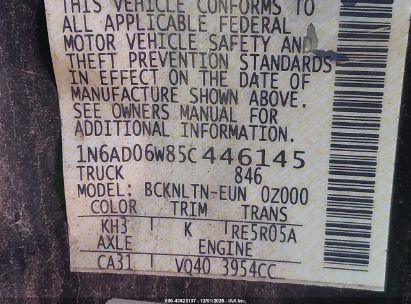 THIS VEHICLE CONFORMS TO
ALL APPLICABLE FEDERAL
MOTOR VEHICLE SAFETY AND
THEFT PREVENTION STANDARDS
IN EFFECT ON THE DATE OF
MANUFACTURE SHOWN ABOVE.
SEE OWNERS MANUAL FOR
ADDITIONAL INFORMATION.
1N6AD06W85C446145
TRUCK 846
MODEL: BCKNLTN-EUN 0Z000
COLOR TRIM TRANS
KH3 K RE5R05A
AXLE ENGINE
CA31 VQ40 3954CC